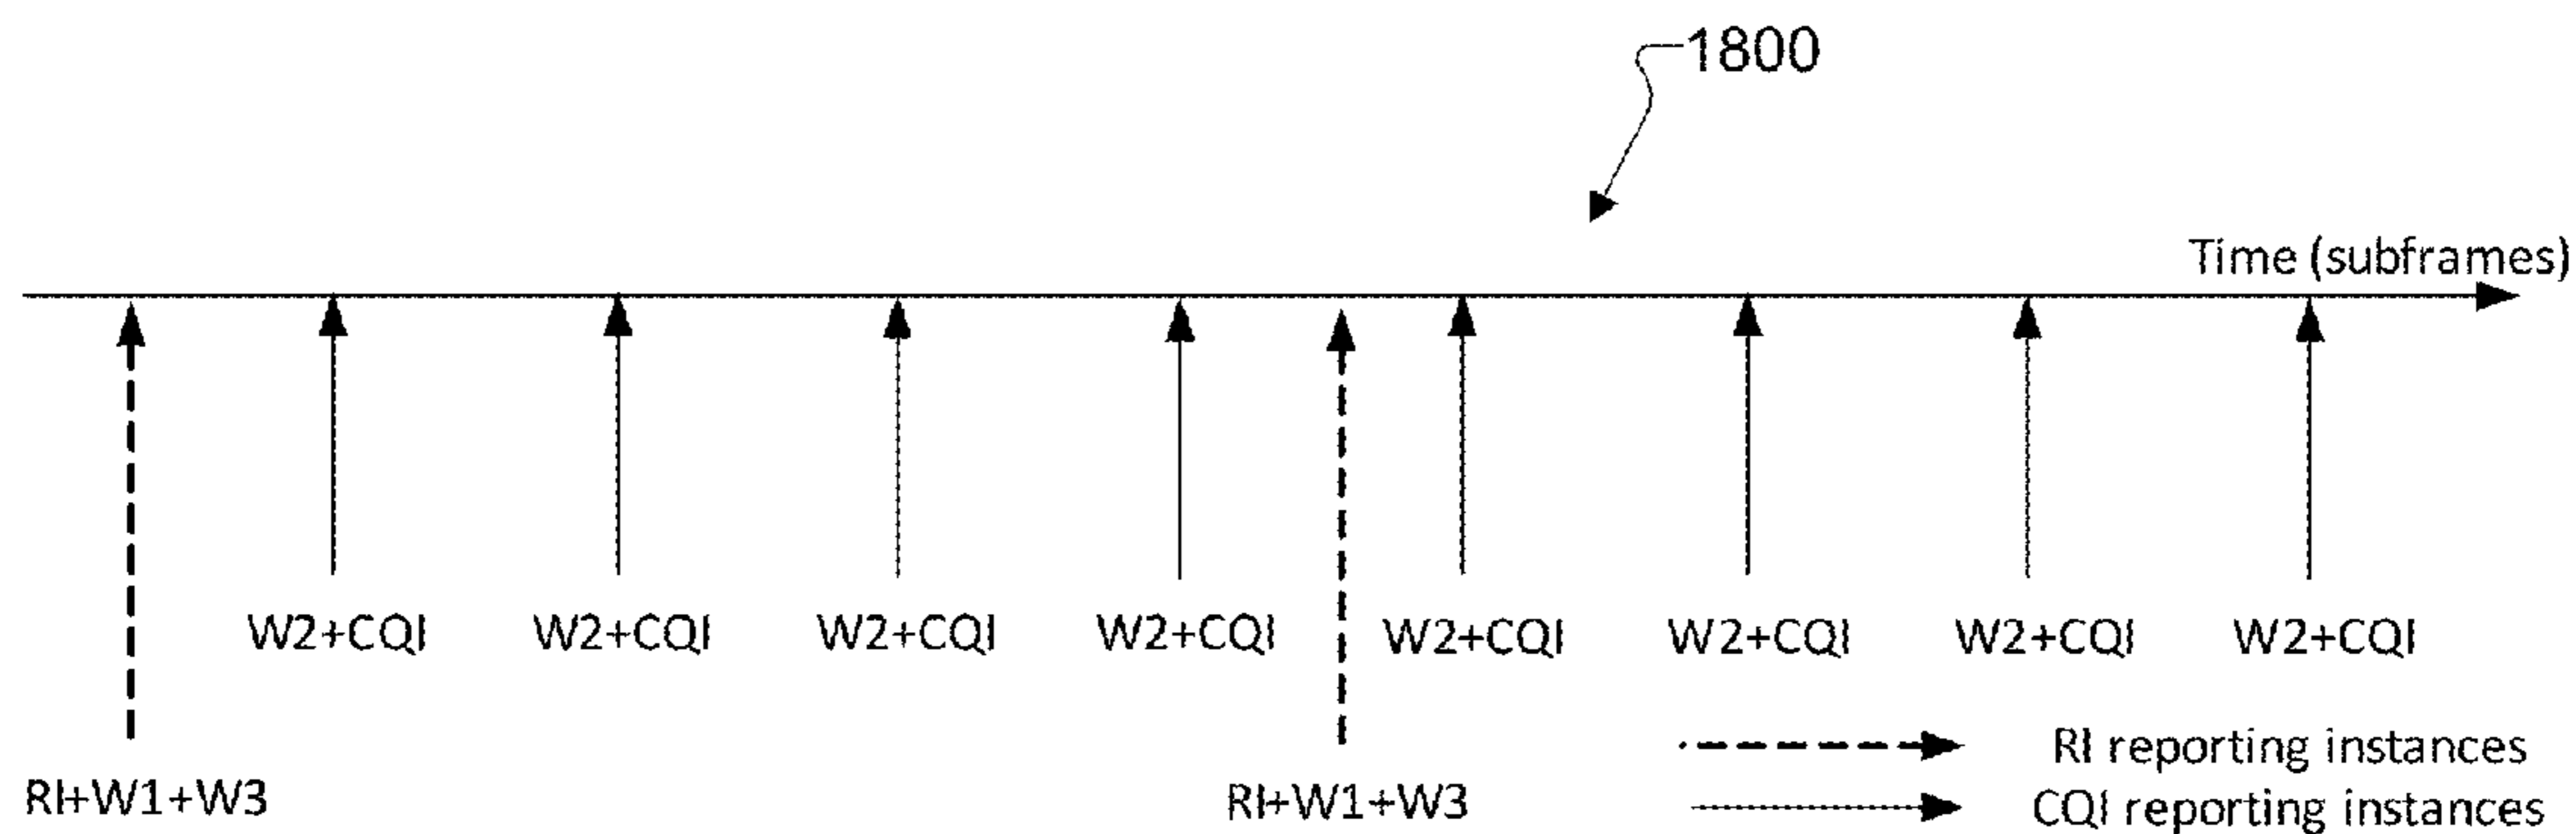 1800
Time (subframes)
W2+CQI W2+CQI W2+CQI W2+CQI W2+CQI W2+CQI W2+CQI W2+CQI
RI reporting instances
RI+W1+W3 RI+W1+W3 CQI reporting instances